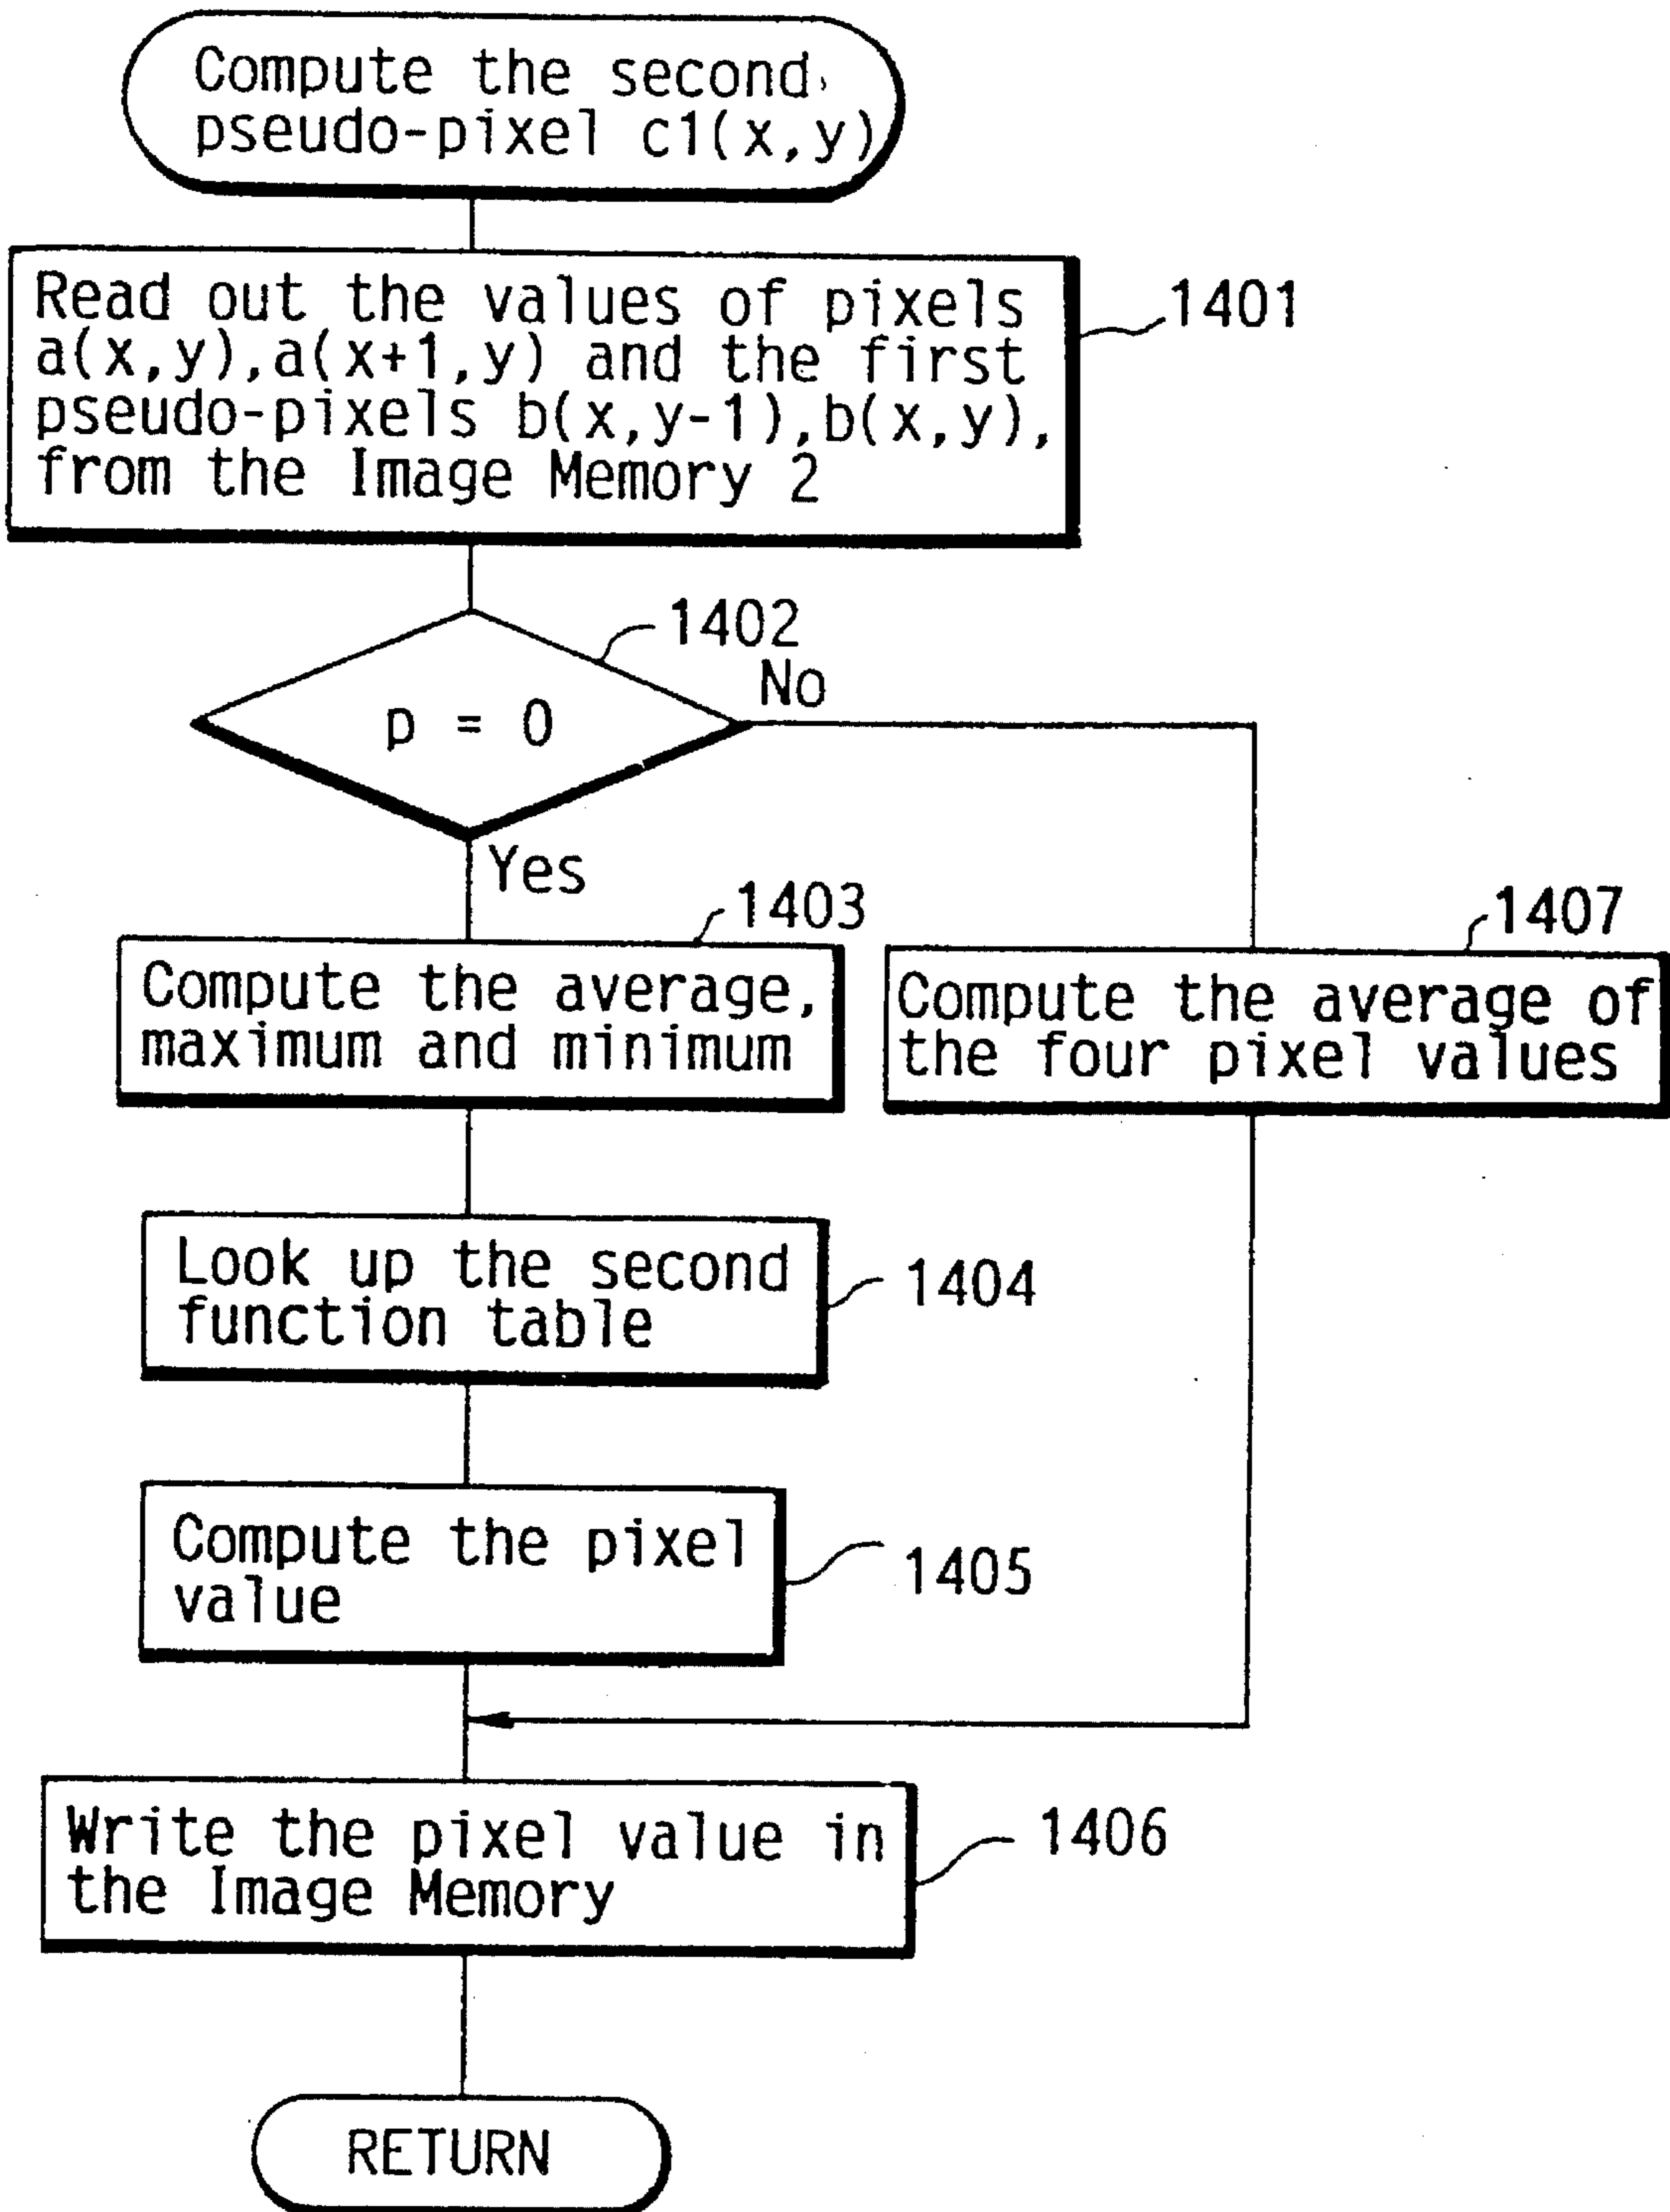 Compute the second
pseudo-pixel c1(x,y)
Read out the values of pixels
a(x,y),a(x+1,y) and the first
pseudo-pixels b(x,y-1),b(x,y),
from the Image Memory 2
1401
1402
p = 0
No
Yes
1403
Compute the average,
maximum and minimum
1407
Compute the average of
the four pixel values
Look up the second
function table
1404
Compute the pixel
value
1405
Write the pixel value in
the Image Memory
1406
RETURN